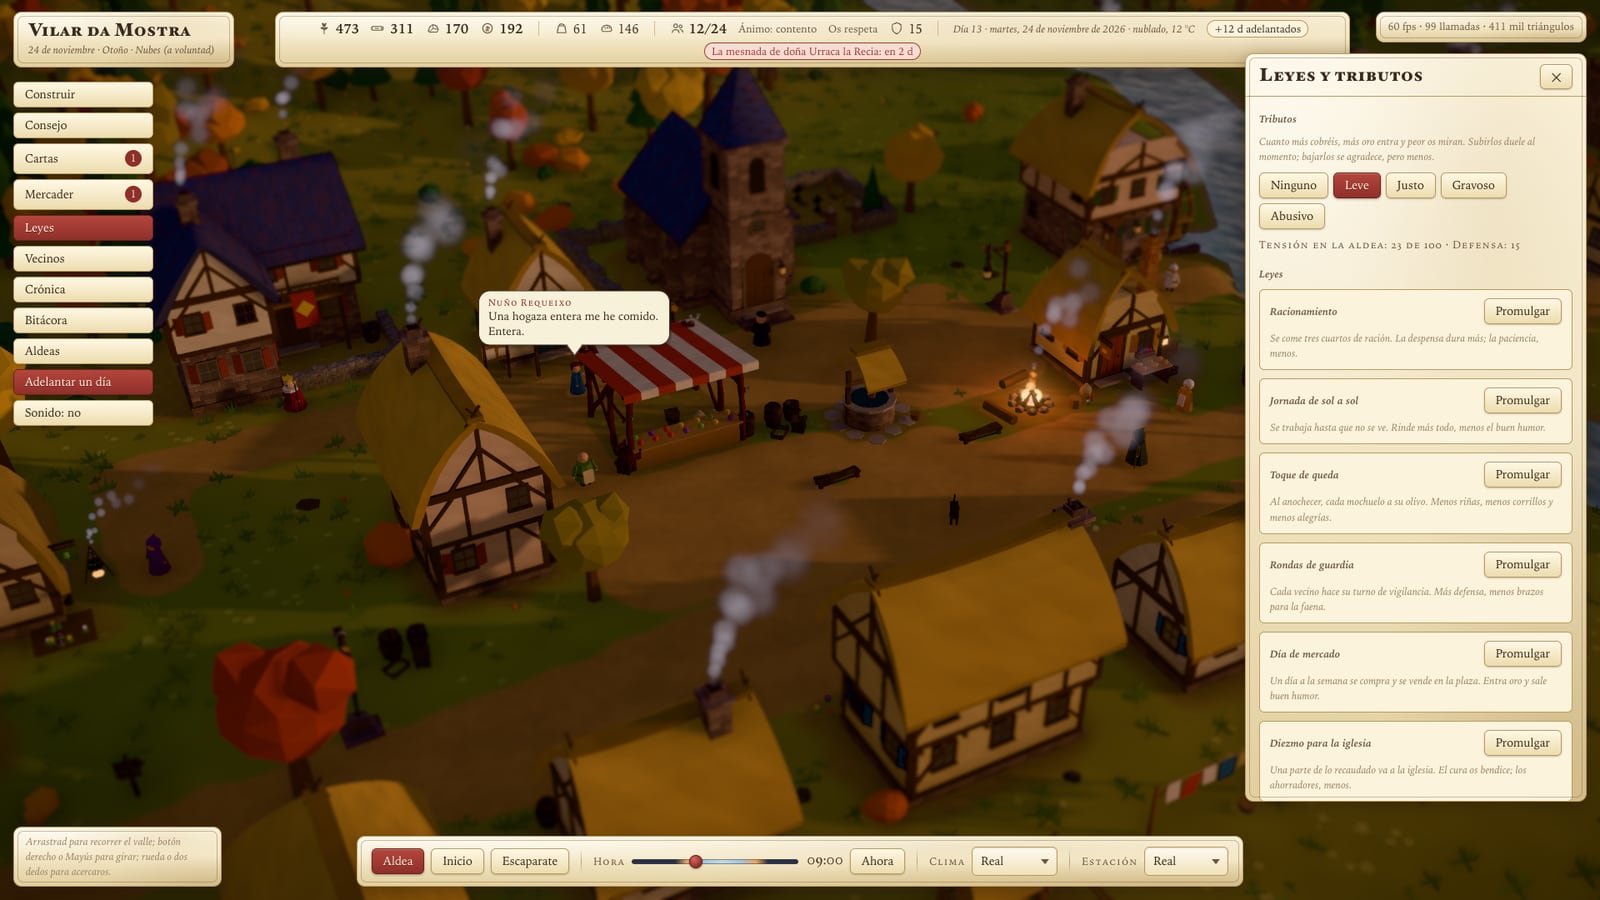 Vilar da Mostra
24 de noviembre · Otoño · Nubes (a voluntad)
473 311 170 192 61 146 12/24 Ánimo: contento Os respeta 15 Día 13 · martes, 24 de noviembre de 2026 · nublado, 12 °C +12 d adelantados
La mesnada de doña Urraca la Recia: en 2 d
60 fps · 99 llamadas · 411 mil triángulos
Construir
Consejo
Cartas 1
Mercader 1
Leyes
Vecinos
Crónica
Bitácora
Aldeas
Adelantar un día
Sonido: no
Nuño Requeixo
Una hogaza entera me he comido.
Entera.
Leyes y tributos
Tributos
Cuanto más cobréis, más oro entra y peor os miran. Subirlos duele al
momento; bajarlos se agradece, pero menos.
Ninguno Leve Justo Gravoso
Abusivo
Tensión en la aldea: 23 de 100 · Defensa: 15
Leyes
Racionamiento Promulgar
Se come tres cuartos de ración. La despensa dura más; la paciencia,
menos.
Jornada de sol a sol Promulgar
Se trabaja hasta que no se ve. Rinde más todo, menos el buen humor.
Toque de queda Promulgar
Al anochecer, cada mochuelo a su olivo. Menos riñas, menos corrillos y
menos alegrías.
Rondas de guardia Promulgar
Cada vecino hace su turno de vigilancia. Más defensa, menos brazos
para la faena.
Día de mercado Promulgar
Un día a la semana se compra y se vende en la plaza. Entra oro y sale
buen humor.
Diezmo para la iglesia Promulgar
Una parte de lo recaudado va a la iglesia. El cura os bendice; los
ahorradores, menos.
Arrastrad para recorrer el valle; botón
derecho o Mayús para girar; rueda o dos
dedos para acercaros.
Aldea Inicio Escaparate Hora 09:00 Ahora Clima Real Estación Real